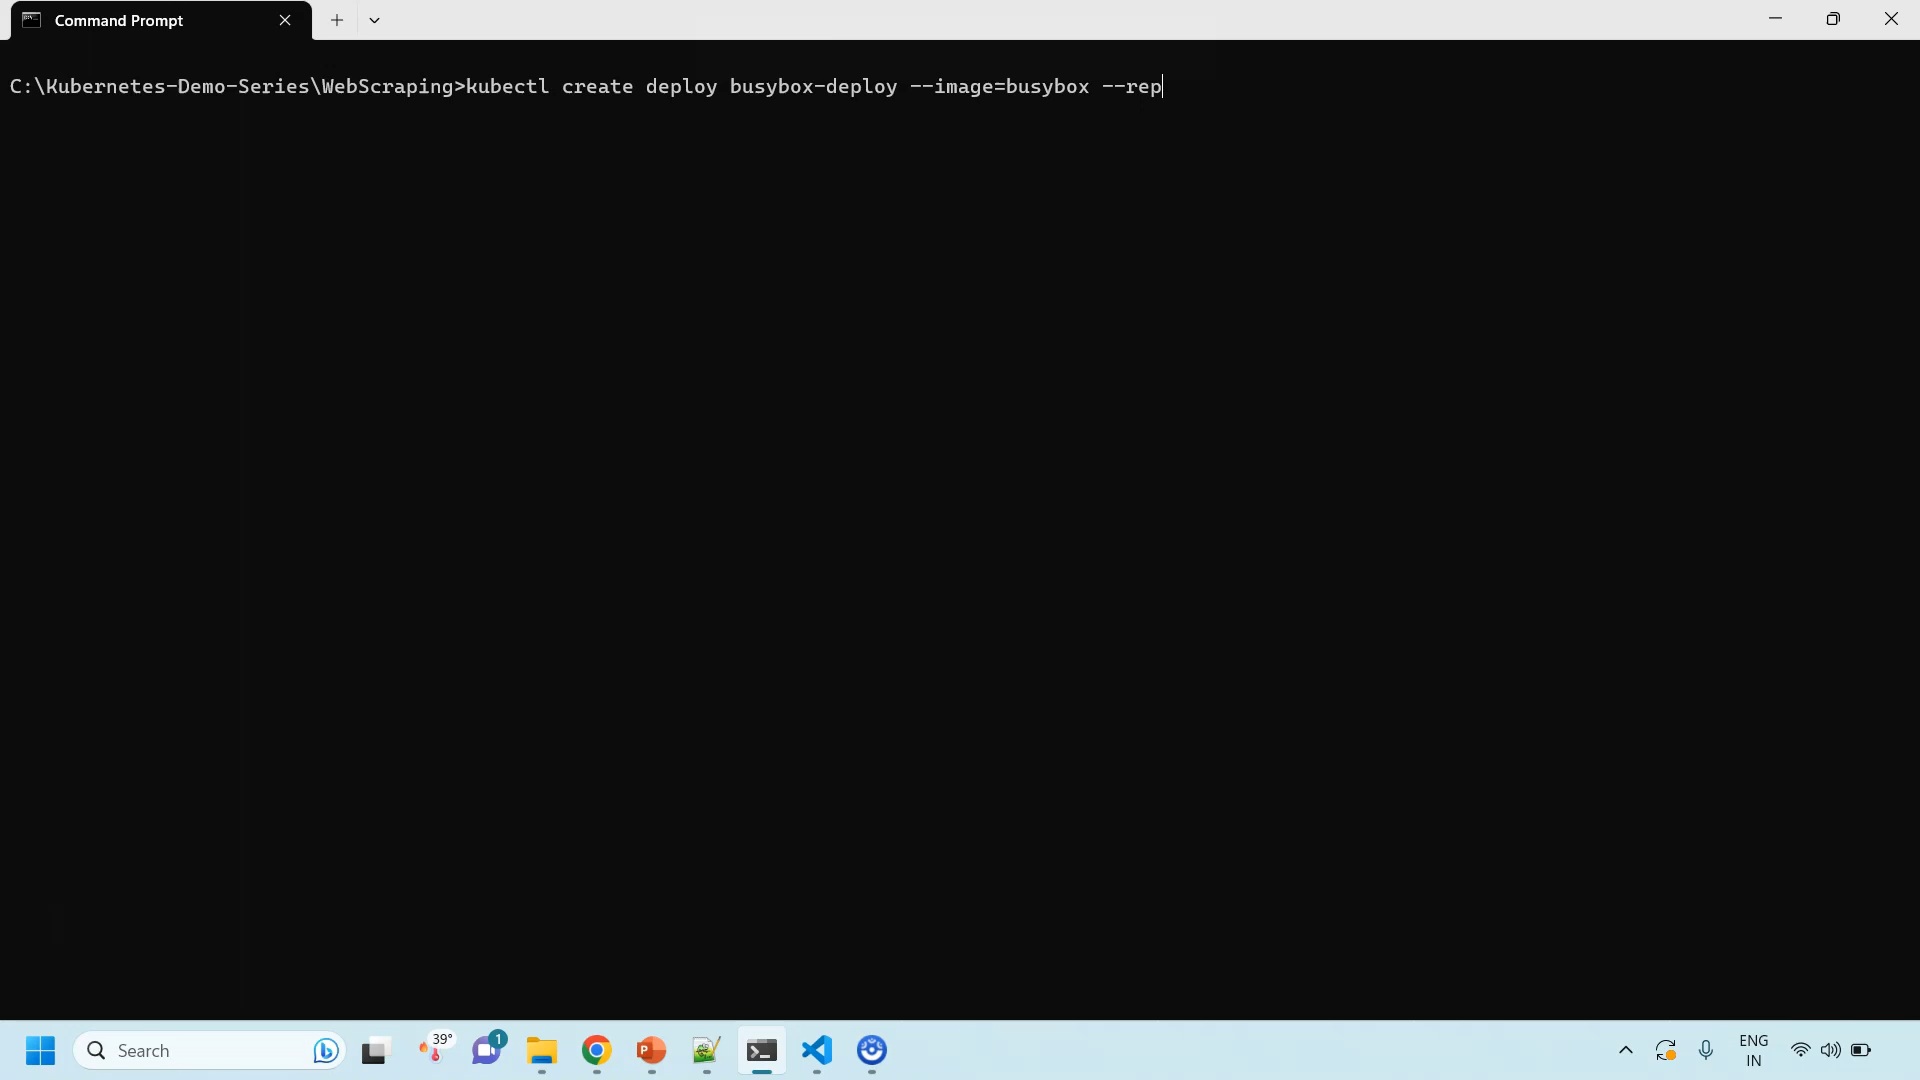 Command Prompt
C:\Kubernetes-Demo-Series\WebScraping>kubectl create deploy busybox-deploy --image=busybox --rep
Search
39°
1
ENG
IN